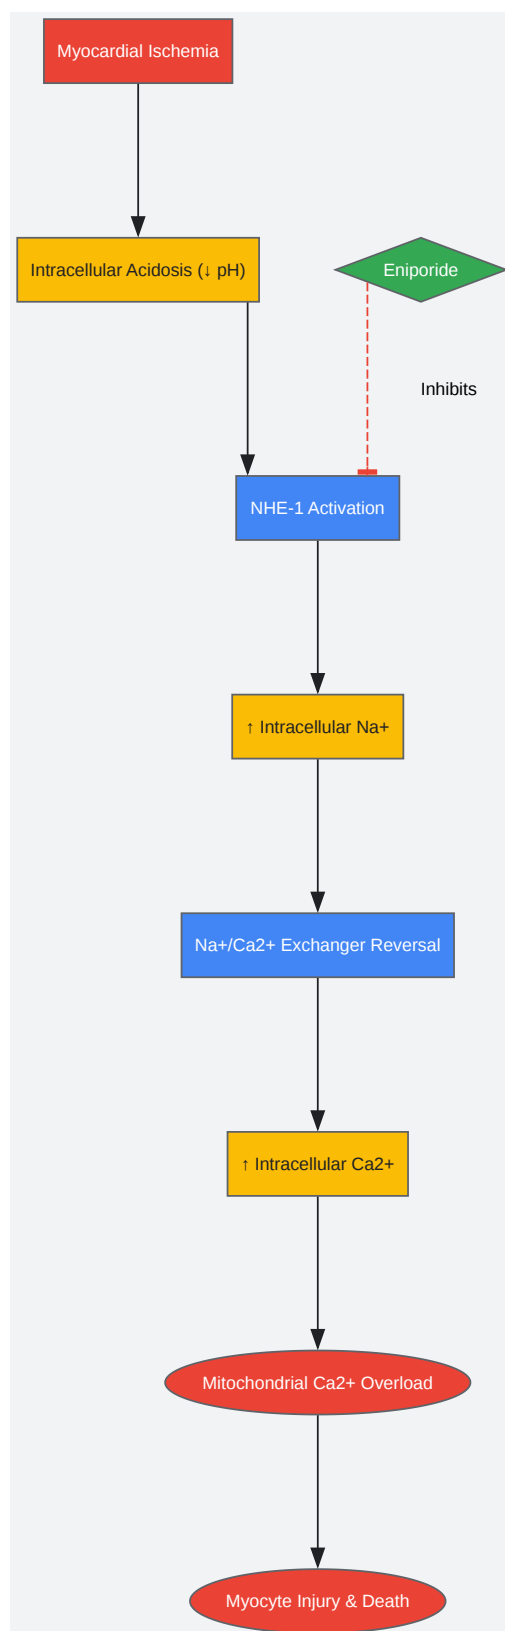 Myocardial Ischemia
Intracellular Acidosis (↓ pH)
Eniporide
Inhibits
NHE-1 Activation
↑ Intracellular Na+
Na+/Ca2+ Exchanger Reversal
↑ Intracellular Ca2+
Mitochondrial Ca2+ Overload
Myocyte Injury & Death